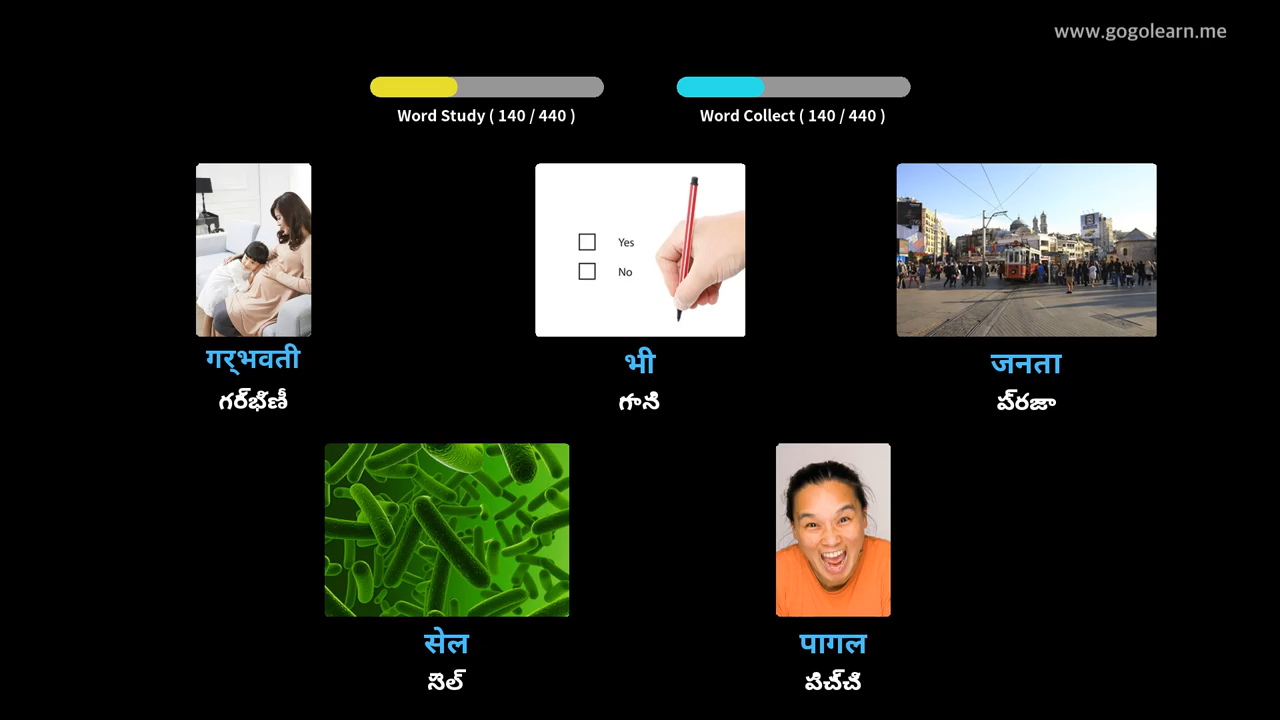 www.gogolearn.me
Word Study ( 140 / 440 )
Word Collect ( 140 / 440 )
Yes
No
गर्भवती
भी
जनता
గర్భిణీ
గాని
ప్రజా
सेल
पागल
సెల్
పిచ్చి